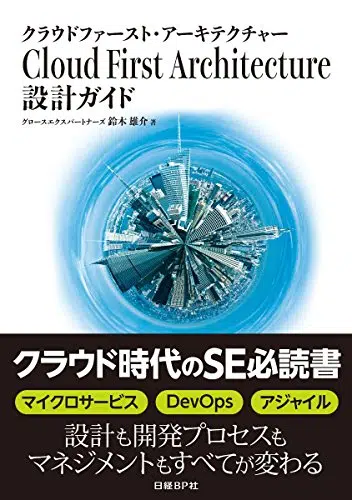 クラウドファースト・アーキテクチャー
Cloud First Architecture
設計ガイド
グロースエクスパートナーズ 鈴木 雄介 著
クラウド時代のSE必読書
マイクロサービス DevOps アジャイル
設計も開発プロセスも
マネジメントもすべてが変わる
日経BP社